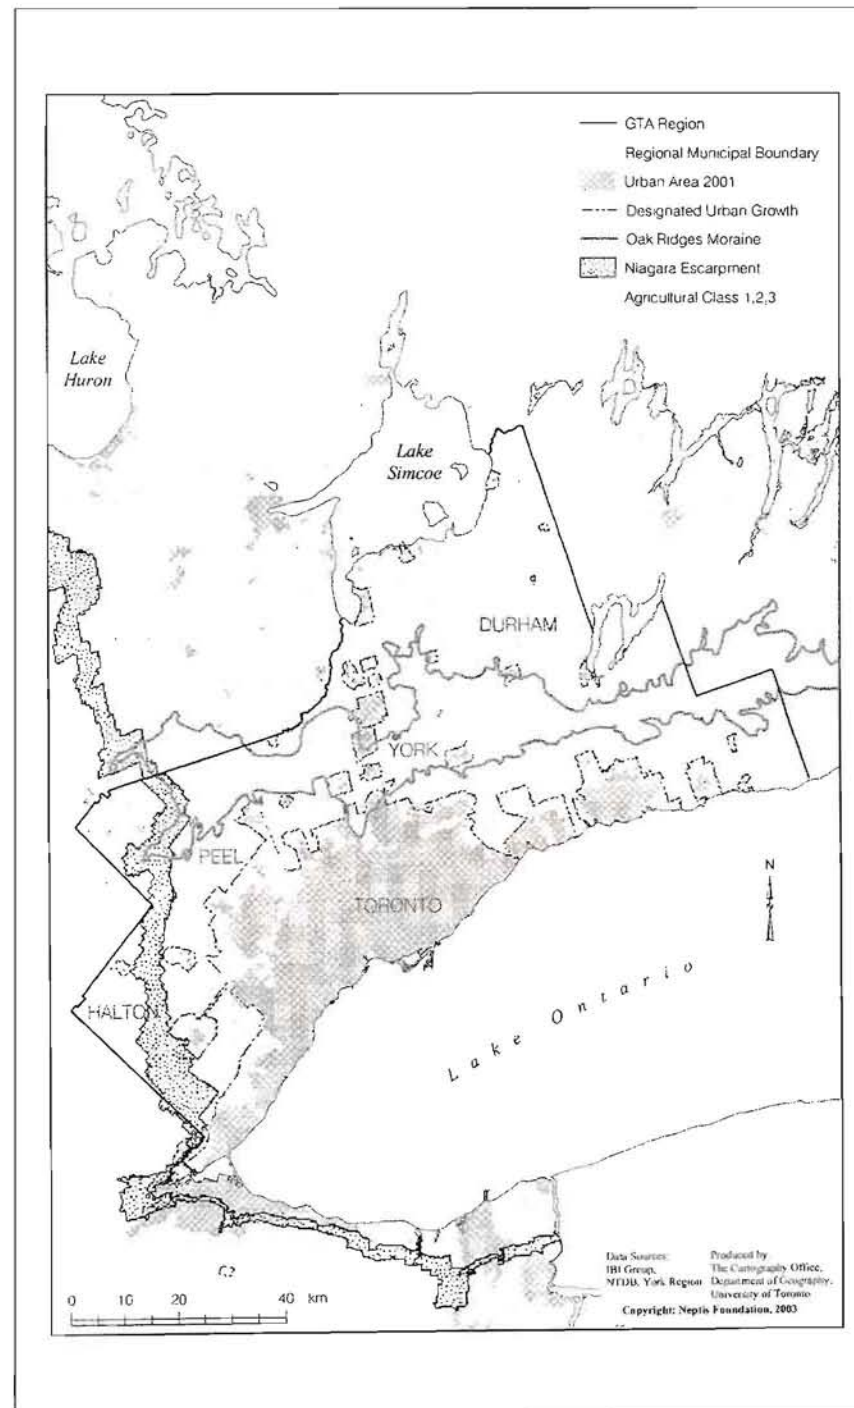 GTA Region
Regional Municipal Boundary
Urban Area 2001
Designated Urban Growth
Oak Ridges Moraine
Niagara Escarpment
Agricultural Class 1,2,3
Lake
Huron
Lake
Simcoe
DURHAM
YORK
PEEL
TORONTO
N
HALTON
Lake Ontario
Data Sources:
IBI Group,
NTDB, York Region
Produced by
The Cartography Office,
Department of Geography,
University of Toronto
Copyright: Neptis Foundation, 2003
0 10 20 40 km